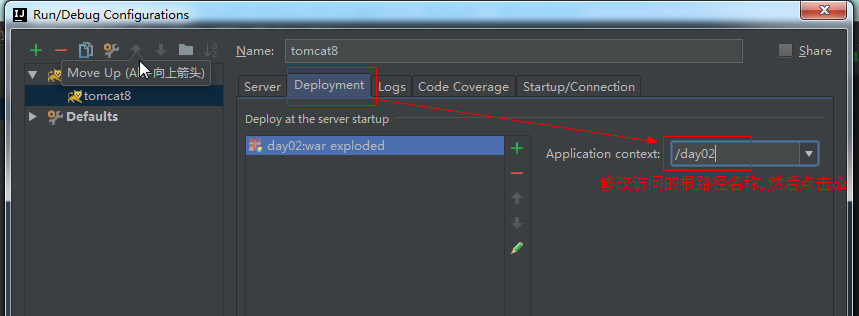 Run/Debug Configurations
Name: tomcat8
Share
Move Up (Alt+向上箭头)
tomcat8
Defaults
Server Deployment Logs Code Coverage Startup/Connection
Deploy at the server startup
day02:war exploded
Application context: /day02
修改访问的根路径名称,然后点击ok